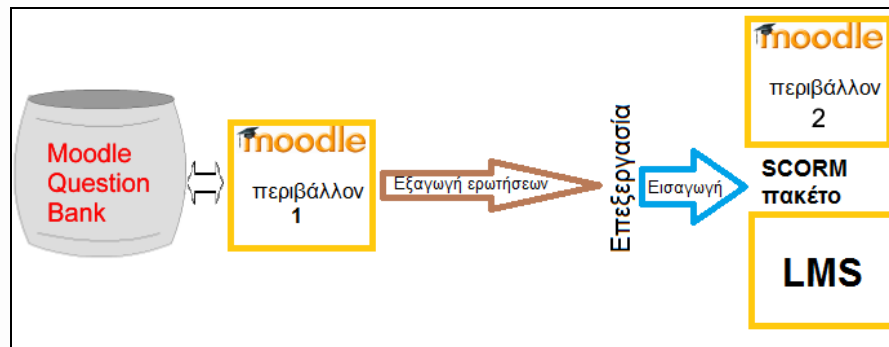 Moodle
Question
Bank
moodle
περιβάλλον
1
Εξαγωγή ερωτήσεων
Επεξεργασία
Εισαγωγή
moodle
περιβάλλον
2
SCORM
πακέτο
LMS